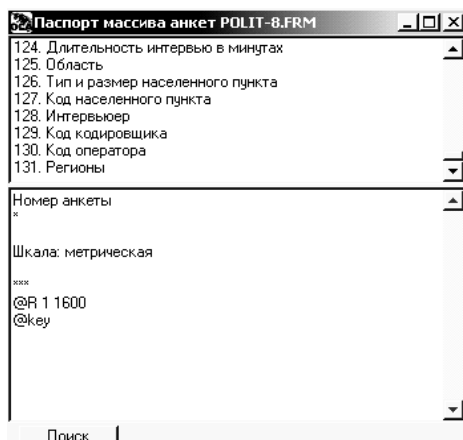 Паспорт массива анкет POLIT-8.FRM
124. Длительность интервью в минутах
125. Область
126. Тип и размер населенного пункта
127. Код населенного пункта
128. Интервьюер
129. Код кодировщика
130. Код оператора
131. Регионы
Номер анкеты
*
Шкала: метрическая
***
@R 1 1600
@key
Поиск